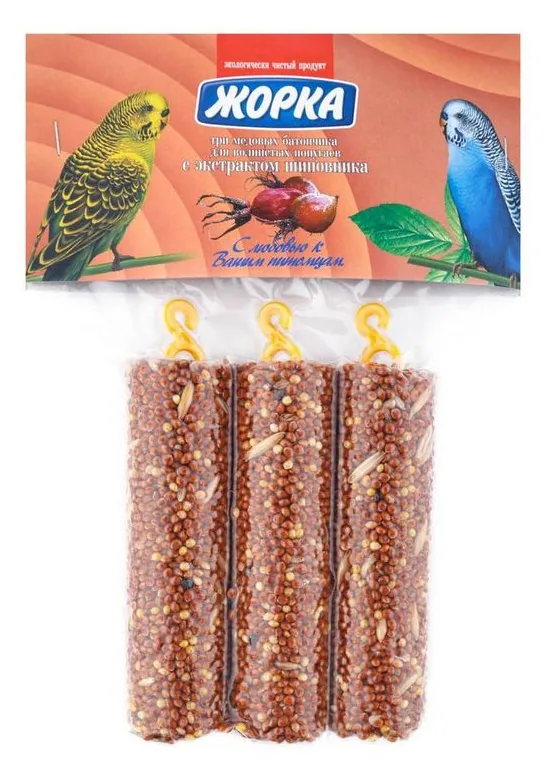 экологически чистый продукт
ЖОРКА
три медовых батончика
для волнистых попугаев
с экстрактом шиповника
С любовью к
Вашим питомцам.